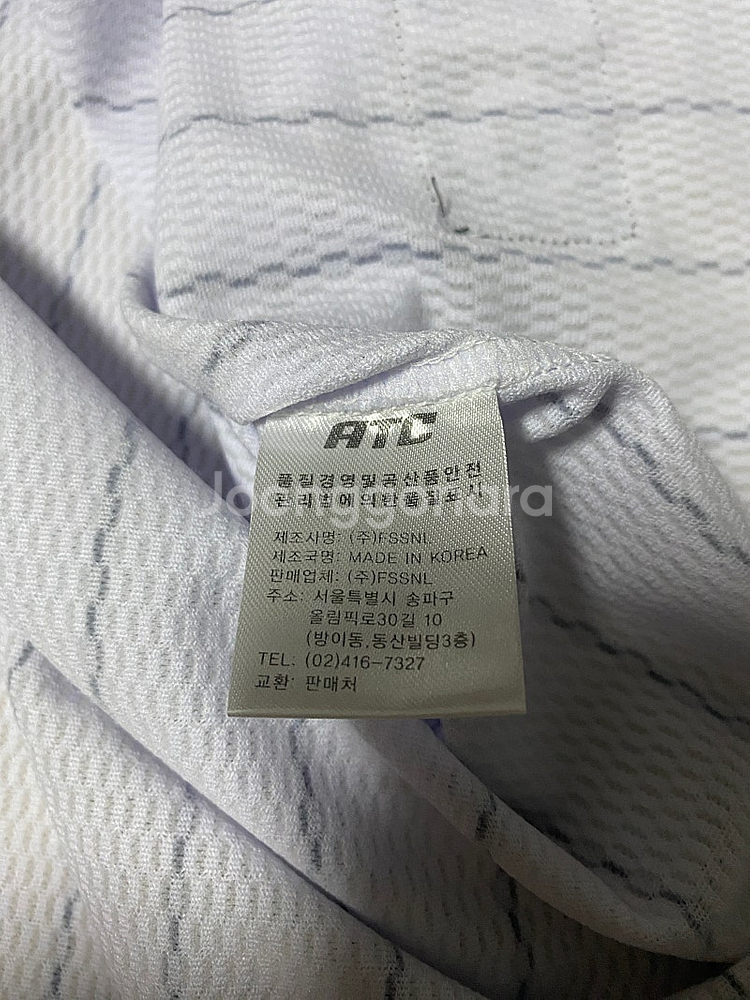 ATC
품질경영및공산품안전
관리법에의한품질표시
Joonggonara
제조사명: (주)FSSNL
제조국명: MADE IN KOREA
판매업체: (주)FSSNL
주소: 서울특별시 송파구
올림픽로30길 10
(방이동,동산빌딩3층)
TEL: (02)416-7327
교환: 판매처